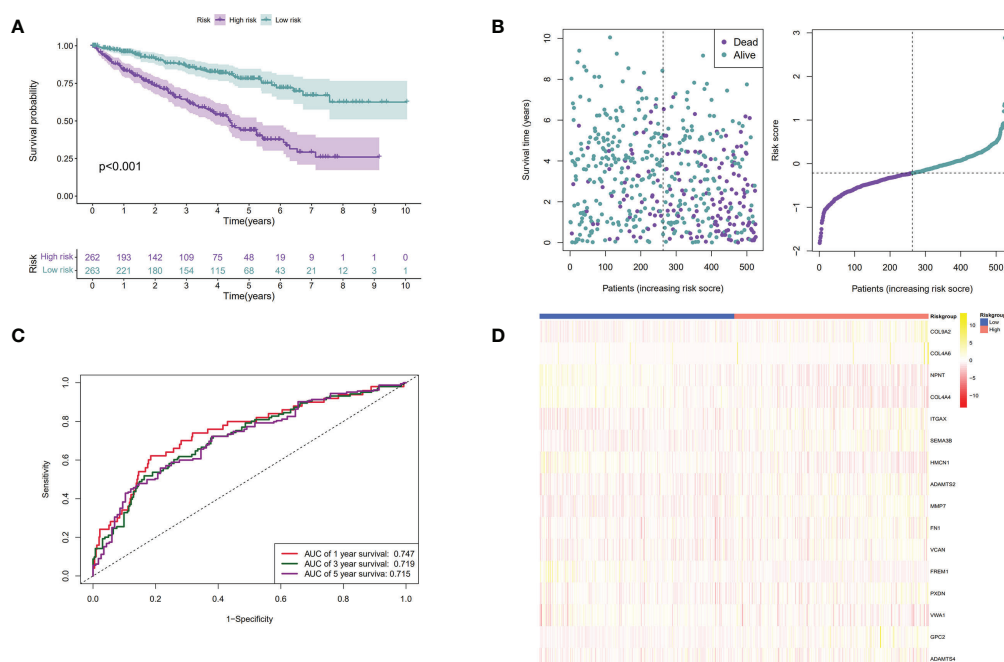 A
Risk High risk Low risk
Survival probability
1.00
0.75
0.50
0.25
0.00
p<0.001
0 1 2 3 4 5 6 7 8 9 10
Time(years)
Risk
High risk 262 193 142 109 75 48 19 9 1 1 0
Low risk 263 221 180 154 115 68 43 21 12 3 1
0 1 2 3 4 5 6 7 8 9 10
Time(years)
B
Survival time (years)
10
8
6
4
2
0
Dead
Alive
0 100 200 300 400 500
Patients (increasing risk socre)
Risk score
3
2
1
0
−1
−2
0 100 200 300 400 500
Patients (increasing risk socre)
C
Sensitivity
1.0
0.8
0.6
0.4
0.2
0.0
AUC of 1 year survival: 0.747
AUC of 3 year survival: 0.719
AUC of 5 year survival: 0.715
0.0 0.2 0.4 0.6 0.8 1.0
1−Specificity
D
Riskgroup
COL9A2
COL4A6
NPNT
COL4A4
ITGAX
SEMA3B
HMCN1
ADAMTS2
MMP7
FN1
VCAN
FREM1
PXDN
VWA1
GPC2
ADAMTS4
10
5
0
−5
−10
Riskgroup
Low
High